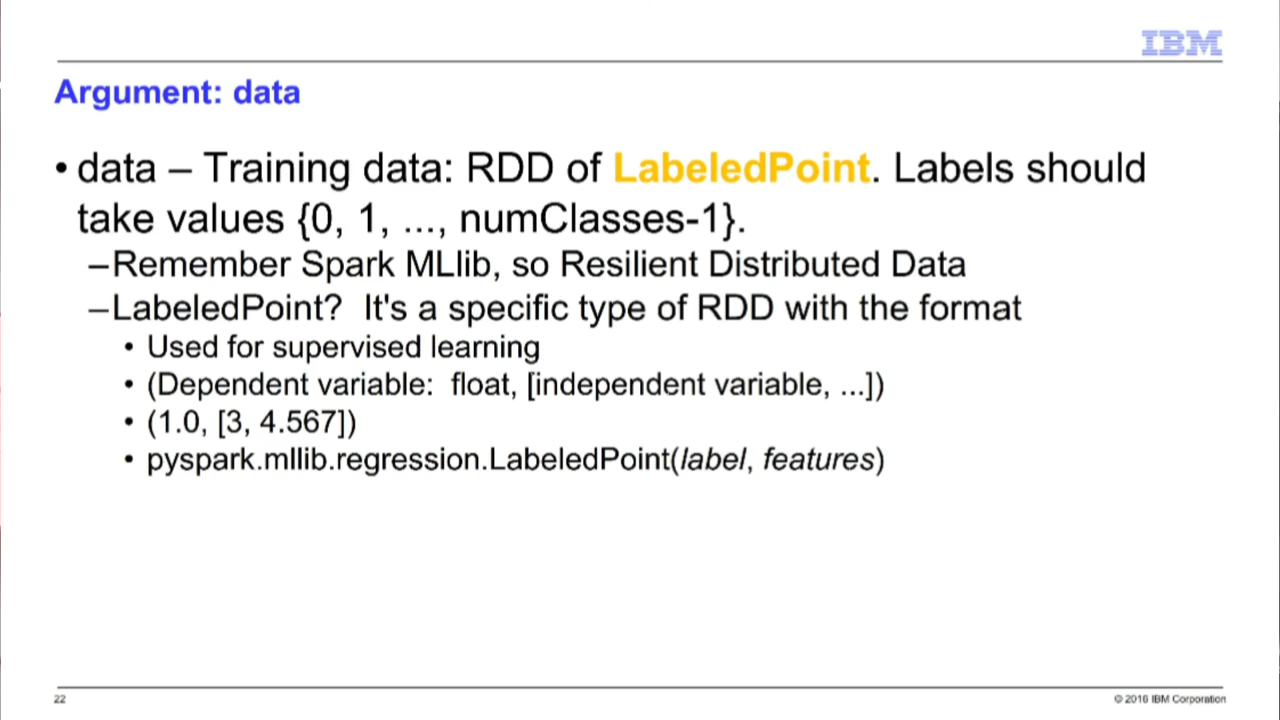 IBM
Argument: data
• data – Training data: RDD of LabeledPoint. Labels should
take values {0, 1, ..., numClasses-1}.
–Remember Spark MLlib, so Resilient Distributed Data
–LabeledPoint?  It's a specific type of RDD with the format
• Used for supervised learning
• (Dependent variable:  float, [independent variable, ...])
• (1.0, [3, 4.567])
• pyspark.mllib.regression.LabeledPoint(label, features)
22
© 2016 IBM Corporation